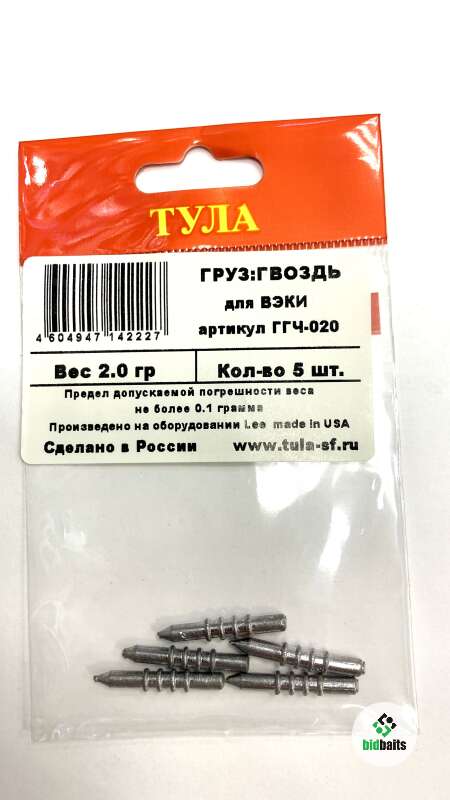 ТУЛА
ГРУЗ:ГВОЗДЬ
для ВЭКИ
артикул ГГЧ-020
4 604947 142227
Вес 2.0 гр
Кол-во 5 шт.
Предел допускаемой погрешности веса
не более 0.1 грамма
Произведено на оборудовании Lee made in USA
Сделано в России
www.tula-sf.ru
bidbaits